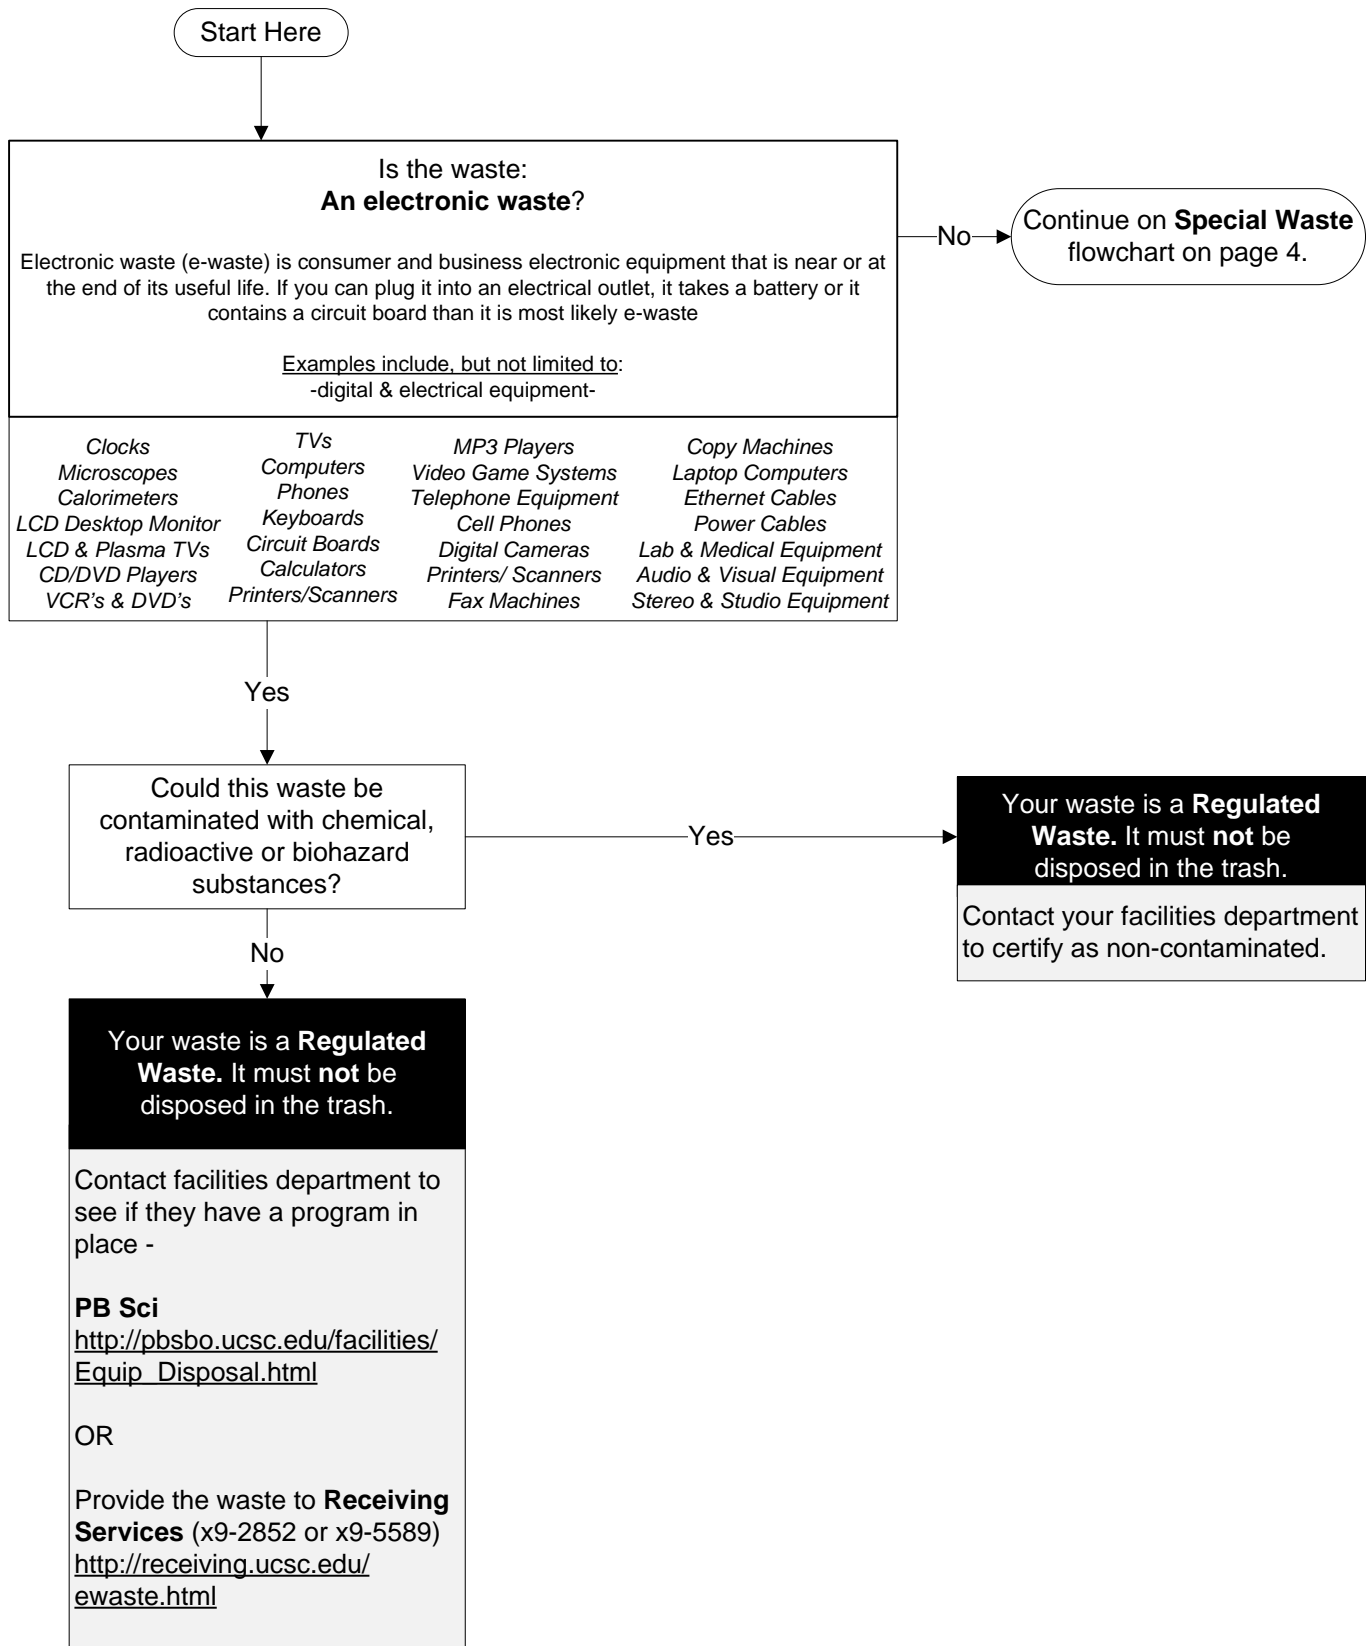 Start Here
Is the waste:
An electronic waste?
Electronic waste (e-waste) is consumer and business electronic equipment that is near or at
the end of its useful life. If you can plug it into an electrical outlet, it takes a battery or it
contains a circuit board than it is most likely e-waste
Examples include, but not limited to:
-digital & electrical equipment-
No
Continue on Special Waste
flowchart on page 4.
Clocks
Microscopes
Calorimeters
LCD Desktop Monitor
LCD & Plasma TVs
CD/DVD Players
VCR's & DVD's
TVs
Computers
Phones
Keyboards
Circuit Boards
Calculators
Printers/Scanners
MP3 Players
Video Game Systems
Telephone Equipment
Cell Phones
Digital Cameras
Printers/ Scanners
Fax Machines
Copy Machines
Laptop Computers
Ethernet Cables
Power Cables
Lab & Medical Equipment
Audio & Visual Equipment
Stereo & Studio Equipment
Yes
Could this waste be
contaminated with chemical,
radioactive or biohazard
substances?
Yes
Your waste is a Regulated
Waste. It must not be
disposed in the trash.
Contact your facilities department
to certify as non-contaminated.
No
Your waste is a Regulated
Waste. It must not be
disposed in the trash.
Contact facilities department to
see if they have a program in
place -
PB Sci
http://pbsbo.ucsc.edu/facilities/
Equip_Disposal.html
OR
Provide the waste to Receiving
Services (x9-2852 or x9-5589)
http://receiving.ucsc.edu/
ewaste.html